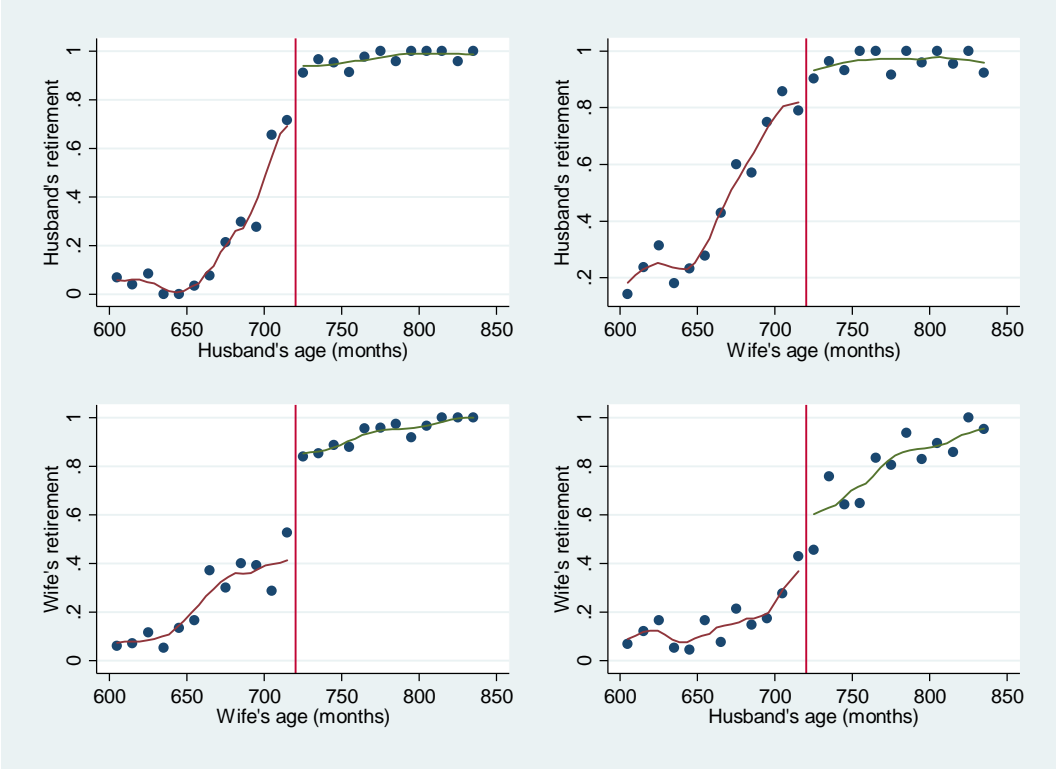 Husband's retirement
1
.8
.6
.4
.2
0
600 650 700 750 800 850
Husband's age (months)
Husband's retirement
1
.8
.6
.4
.2
600 650 700 750 800 850
Wife's age (months)
Wife's retirement
1
.8
.6
.4
.2
0
600 650 700 750 800 850
Wife's age (months)
Wife's retirement
1
.8
.6
.4
.2
0
600 650 700 750 800 850
Husband's age (months)